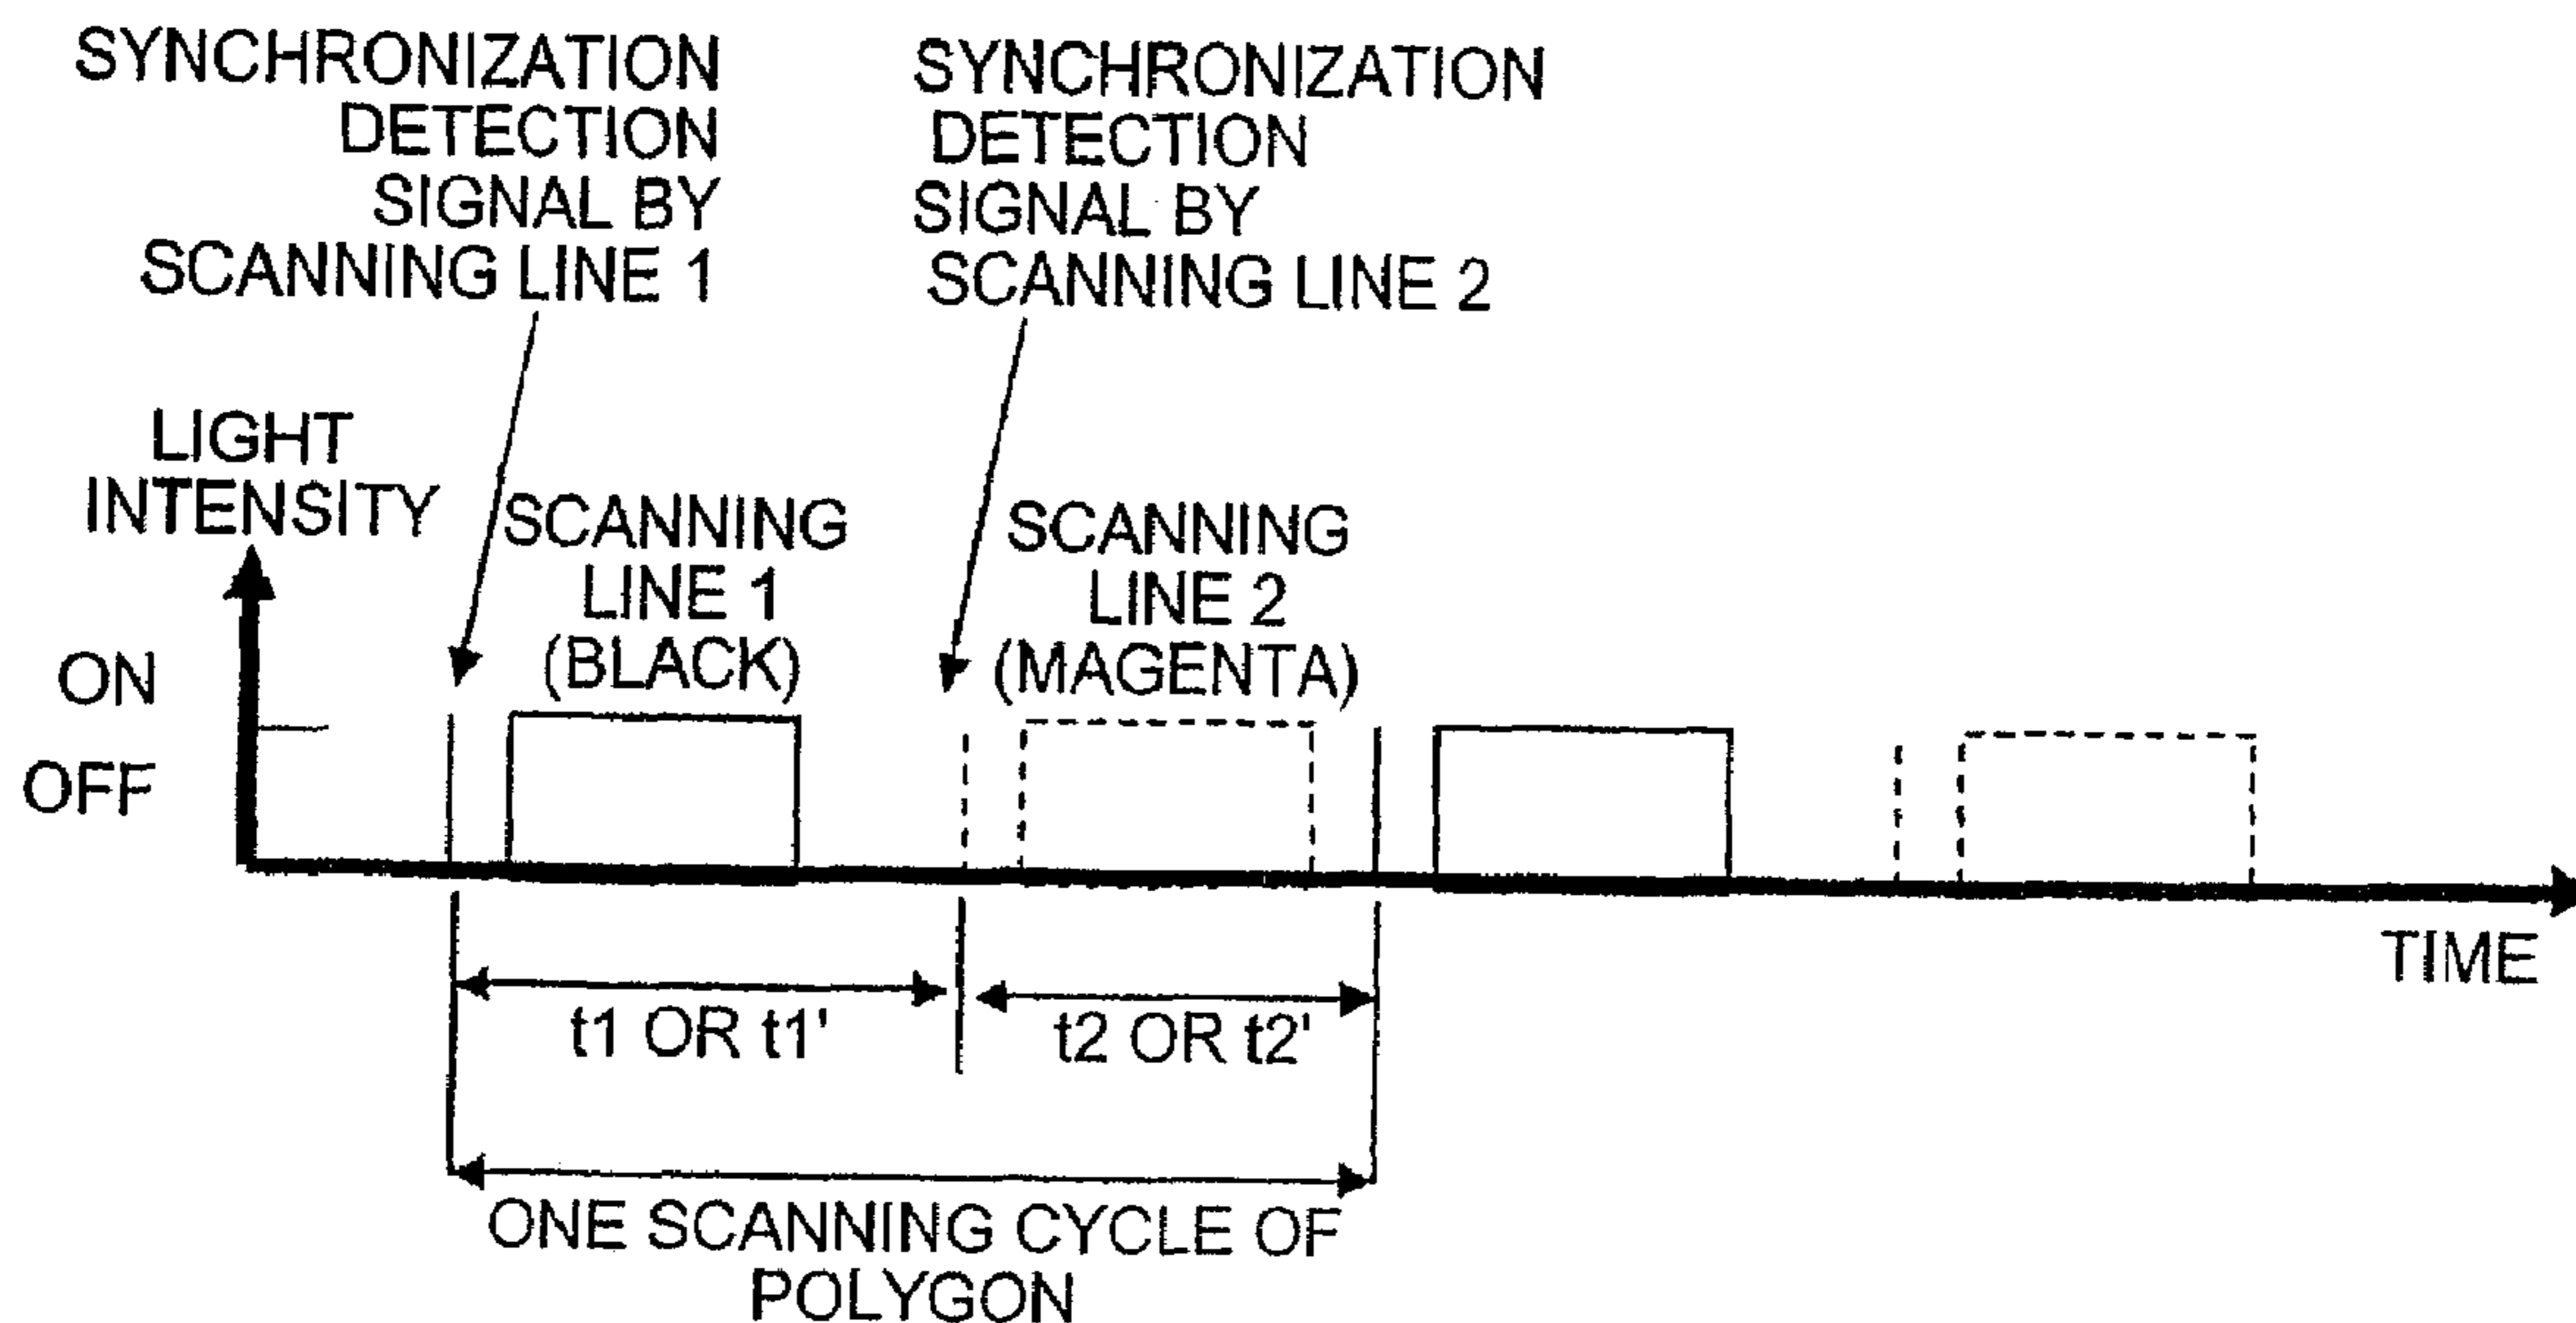 SYNCHRONIZATION
DETECTION
SIGNAL BY
SCANNING LINE 1
SYNCHRONIZATION
DETECTION
SIGNAL BY
SCANNING LINE 2
LIGHT
INTENSITY
SCANNING
LINE 1
(BLACK)
SCANNING
LINE 2
(MAGENTA)
ON
OFF
TIME
t1 OR t1'
t2 OR t2'
ONE SCANNING CYCLE OF
POLYGON